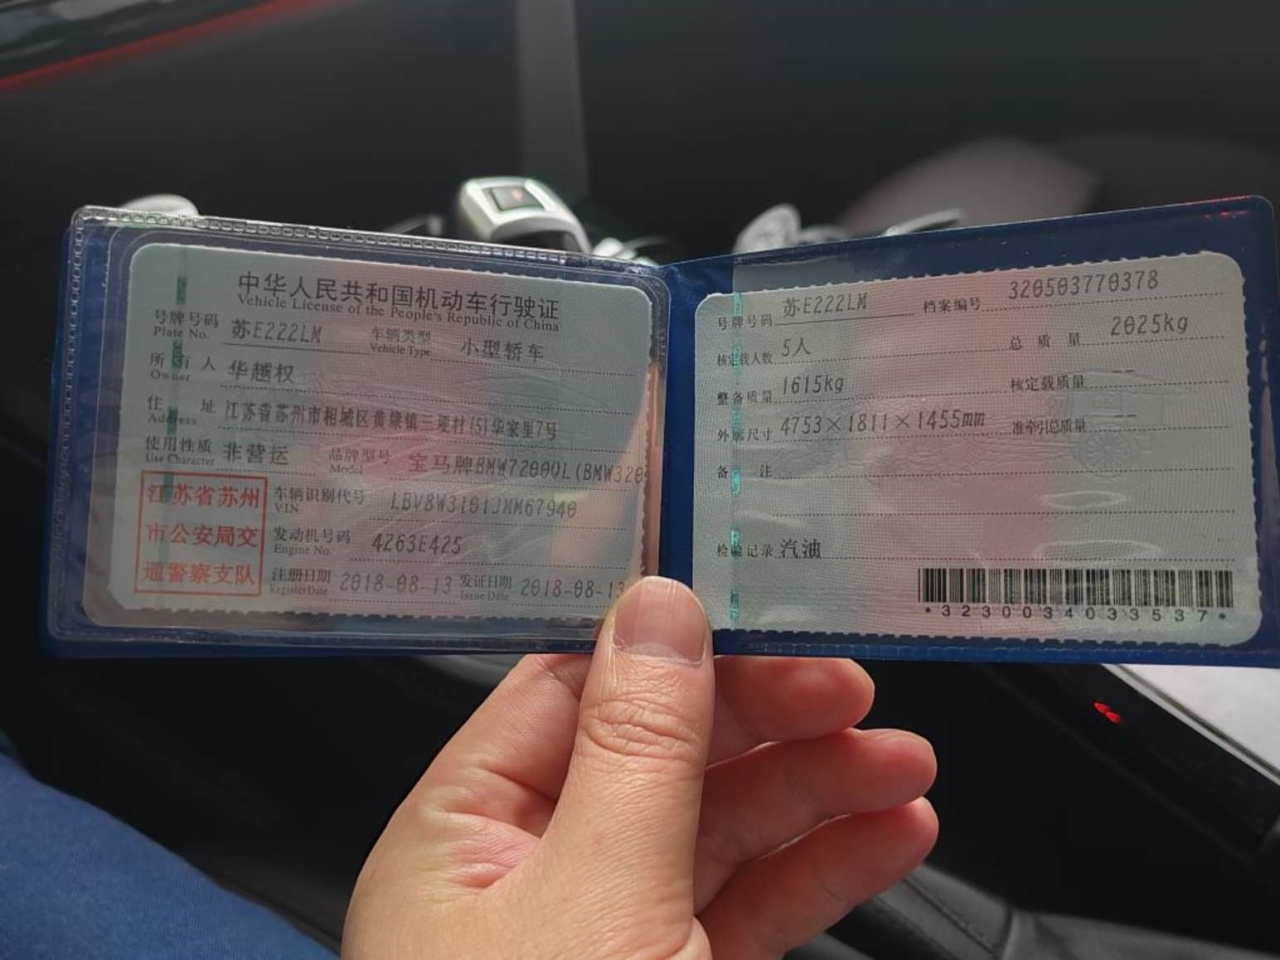 中华人民共和国机动车行驶证
Vehicle License of the People's Republic of China
号牌号码 苏E222LM 车辆类型 小型轿车
Plate No. Vehicle Type
所有人 华越权
Owner
住址 江苏省苏州市相城区黄埭镇三埂村(5)华家里7号
Address
使用性质 非营运 品牌型号 宝马牌BMW7200QL(BMW320
Use Character Model
江苏省苏州
市公安局交
通警察支队
车辆识别代号 LBV8W3101JMM67940
VIN
发动机号码 4263E425
Engine No.
注册日期 2018-08-13 发证日期 2018-08-13
Register Date Issue Date
号牌号码 苏E222LM 档案编号 320503770378
核定载人数 5人 总质量 2025kg
整备质量 1615kg 核定载质量 --
外廓尺寸 4753×1811×1455mm 准牵引总质量 --
备注
检验记录 汽油
*3230034033537*